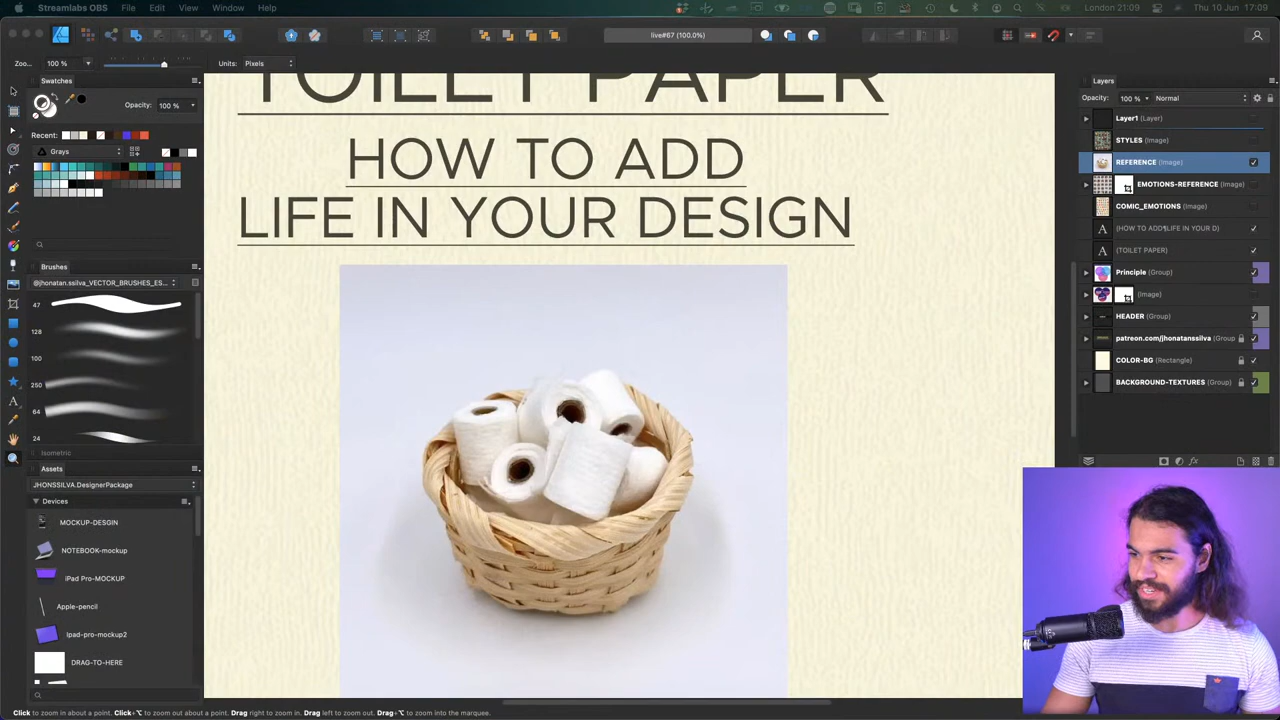 Streamlabs OBS File Edit View Window Help London 21:09 Thu 10 Jun 17:09
live#67 (100.0%)
Zoo... 100 % Units: Pixels
Swatches
Opacity: 100 %
Recent:
Grays
Brushes
@jhonatan.ssilva_VECTOR_BRUSHES_ES...
47
128
100
250
64
24
Isometric
Assets
JHONSSILVA.DesignerPackage
Devices
MOCKUP-DESGIN
NOTEBOOK-mockup
iPad Pro-MOCKUP
Apple-pencil
Ipad-pro-mockup2
DRAG-TO-HERE
Click to zoom in about a point. Click+⌥ to zoom out about a point. Drag right to zoom in. Drag left to zoom out. Drag+⌥ to zoom into the marquee.
TOILET PAPER
HOW TO ADD
LIFE IN YOUR DESIGN
Layers
Opacity: 100 % Normal
Layer1 (Layer)
STYLES (Image)
REFERENCE (Image)
EMOTIONS-REFERENCE (Image)
COMIC_EMOTIONS (Image)
(HOW TO ADD¶LIFE IN YOUR D)
(TOILET PAPER)
Principle (Group)
(Image)
HEADER (Group)
patreon.com/jhonatanssilva (Group
COLOR-BG (Rectangle)
BACKGROUND-TEXTURES (Group)